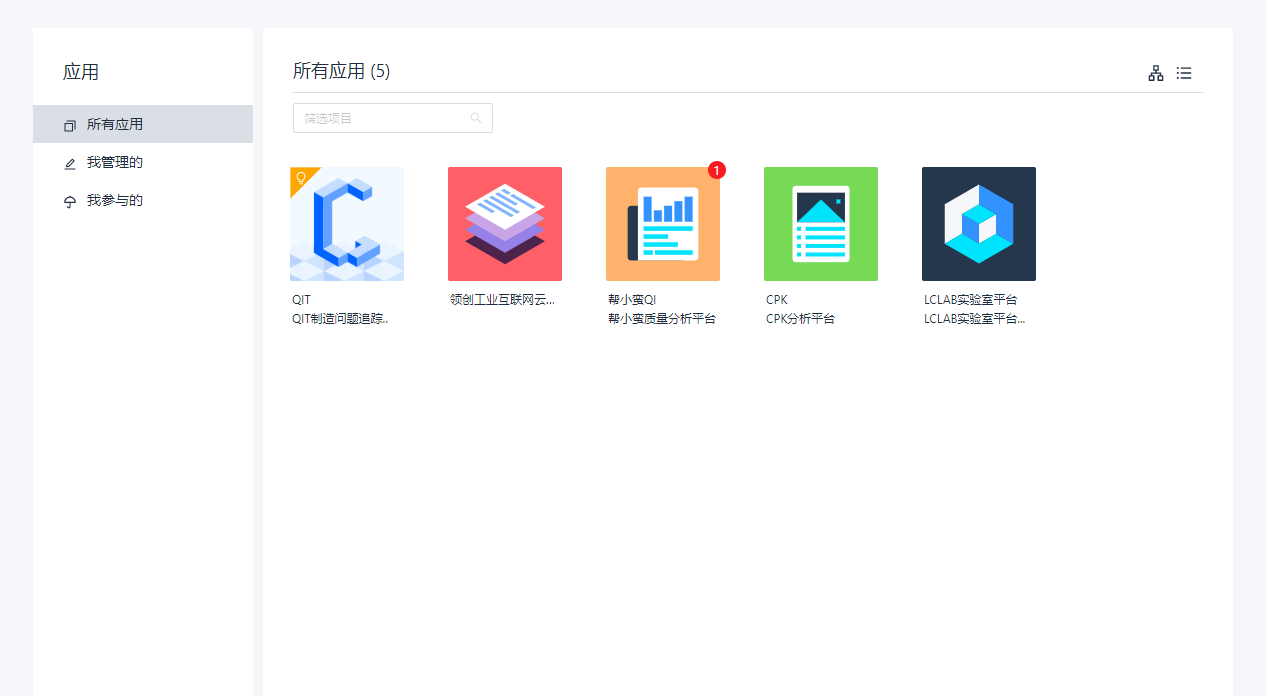 应用
所有应用
我管理的
我参与的
所有应用 (5)
筛选项目
1
QIT
QIT制造问题追踪..
领创工业互联网云...
帮小蛮QI
帮小蛮质量分析平台
CPK
CPK分析平台
LCLAB实验室平台
LCLAB实验室平台...